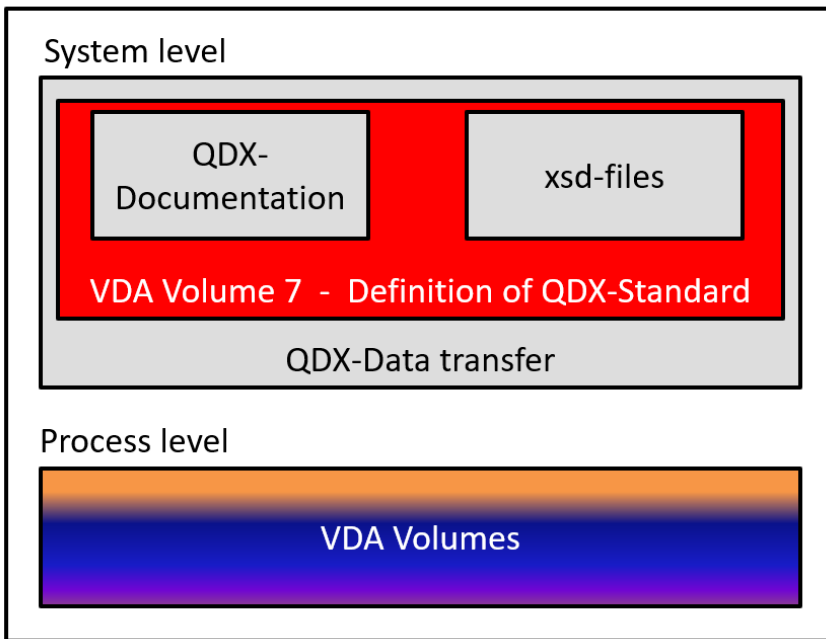 System level
QDX-
Documentation
xsd-files
VDA Volume 7 - Definition of QDX-Standard
QDX-Data transfer
Process level
VDA Volumes